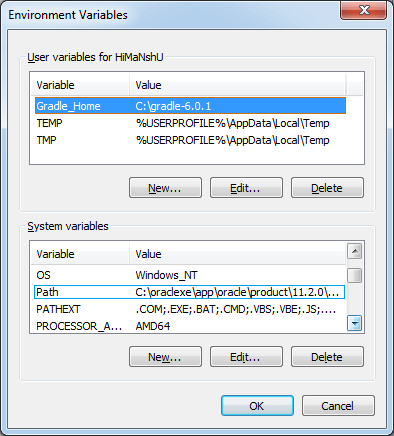 Environment Variables
User variables for HiMaNshU
Variable Value
Gradle_Home C:\gradle-6.0.1
TEMP %USERPROFILE%\AppData\Local\Temp
TMP %USERPROFILE%\AppData\Local\Temp
New... Edit... Delete
System variables
Variable Value
OS Windows_NT
Path C:\oraclexe\app\oracle\product\11.2.0\...
PATHEXT .COM;.EXE;.BAT;.CMD;.VBS;.VBE;.JS;....
PROCESSOR_A... AMD64
New... Edit... Delete
OK Cancel